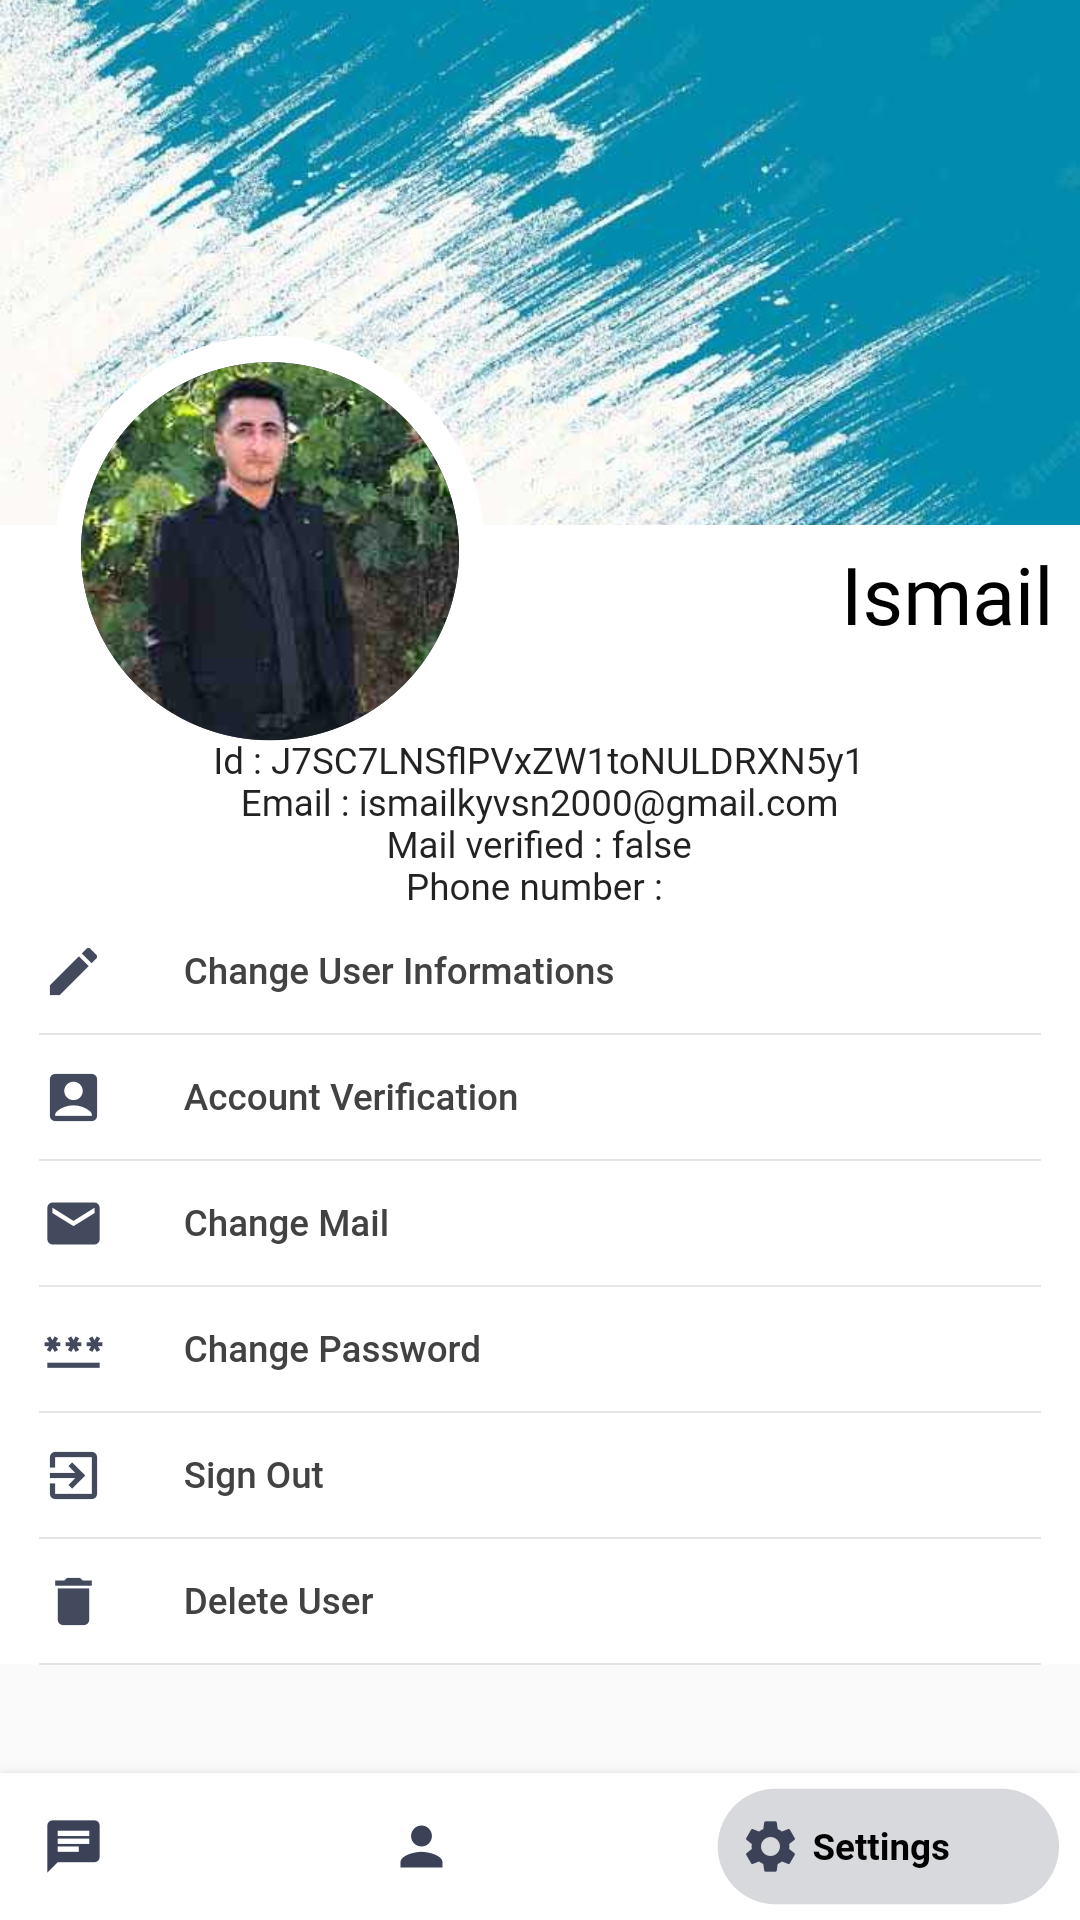 Ismail
Id : J7SC7LNSflPVxZW1toNULDRXN5y1
Email : ismailkyvsn2000@gmail.com
Mail verified : false
Phone number :
Change User Informations
Account Verification
Change Mail
Change Password
Sign Out
Delete User
Settings